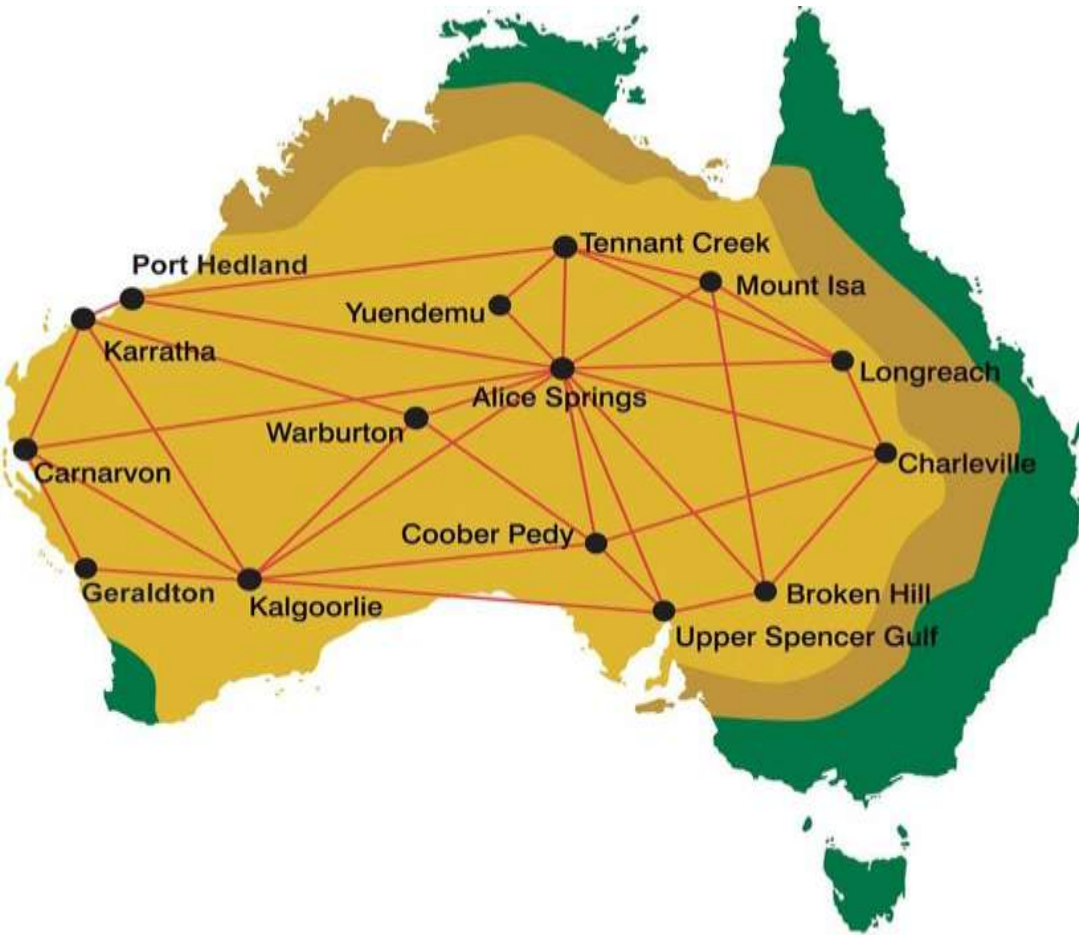 Tennant Creek
Port Hedland
Mount Isa
Yuendemu
Karratha
Longreach
Alice Springs
Warburton
Charleville
Carnarvon
Coober Pedy
Geraldton
Broken Hill
Kalgoorlie
Upper Spencer Gulf